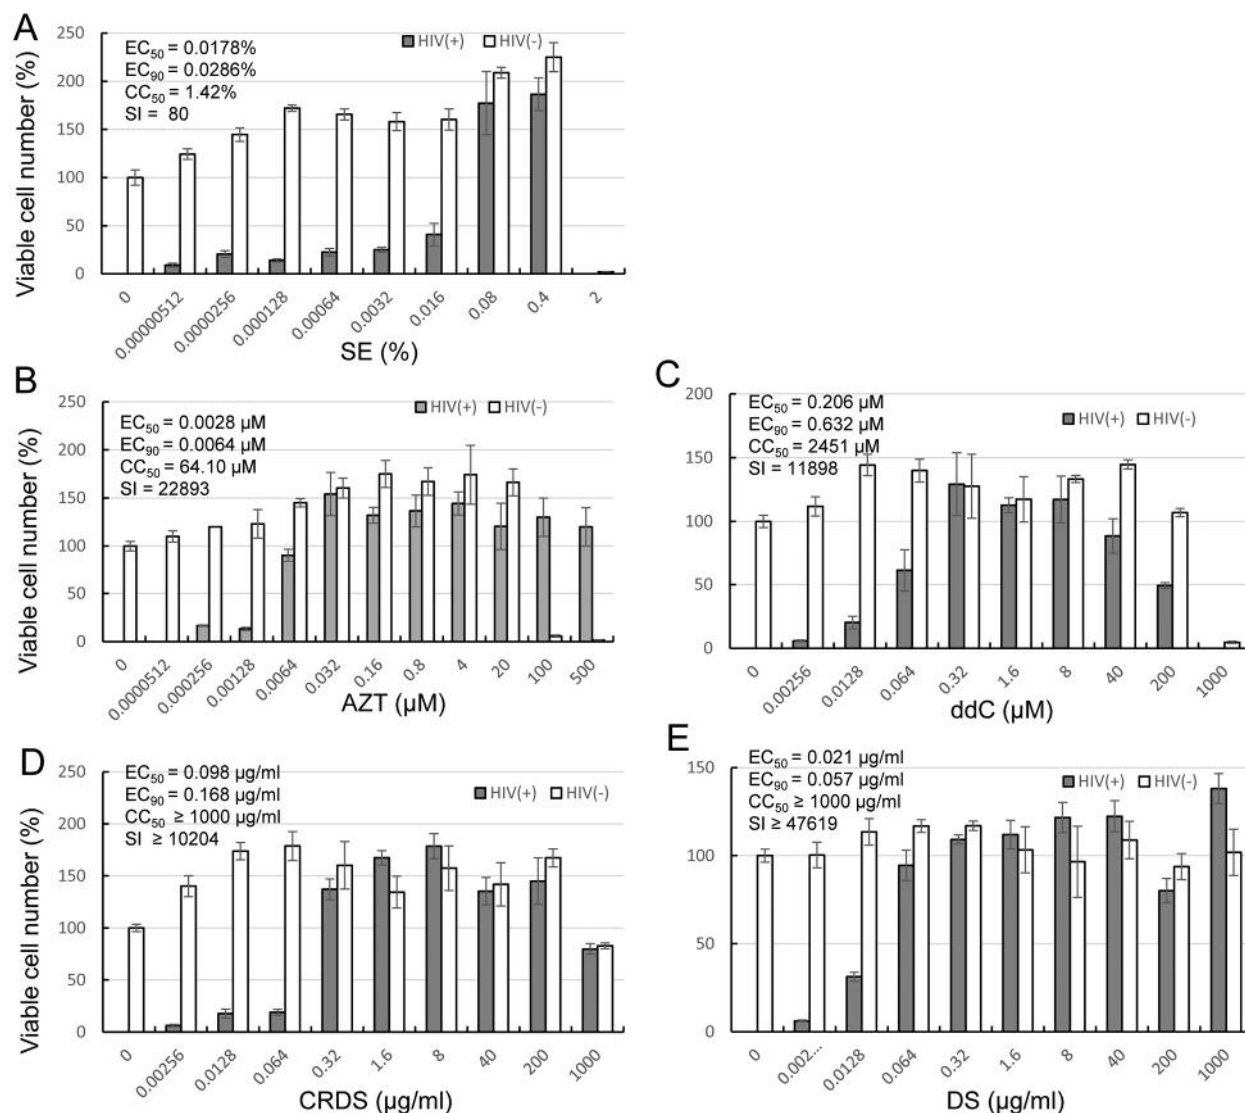 A
Viable cell number (%)
250
200
150
100
50
0
EC50 = 0.0178%
EC90 = 0.0286%
CC50 = 1.42%
SI = 80
HIV(+) HIV(-)
0 0.00000512 0.0000256 0.000128 0.00064 0.0032 0.016 0.08 0.4 2
SE (%)
B
Viable cell number (%)
250
200
150
100
50
0
EC50 = 0.0028 µM
EC90 = 0.0064 µM
CC50 = 64.10 µM
SI = 22893
HIV(+) HIV(-)
0 0.0000512 0.000256 0.00128 0.0064 0.032 0.16 0.8 4 20 100 500
AZT (µM)
C
200
150
100
50
0
EC50 = 0.206 µM
EC90 = 0.632 µM
CC50 = 2451 µM
SI = 11898
HIV(+) HIV(-)
0 0.00256 0.0128 0.064 0.32 1.6 8 40 200 1000
ddC (µM)
D
Viable cell number (%)
250
200
150
100
50
0
EC50 = 0.098 µg/ml
EC90 = 0.168 µg/ml
CC50 ≥ 1000 µg/ml
SI ≥ 10204
HIV(+) HIV(-)
0 0.00256 0.0128 0.064 0.32 1.6 8 40 200 1000
CRDS (µg/ml)
E
150
100
50
0
EC50 = 0.021 µg/ml
EC90 = 0.057 µg/ml
CC50 ≥ 1000 µg/ml
SI ≥ 47619
HIV(+) HIV(-)
0 0.002... 0.0128 0.064 0.32 1.6 8 40 200 1000
DS (µg/ml)